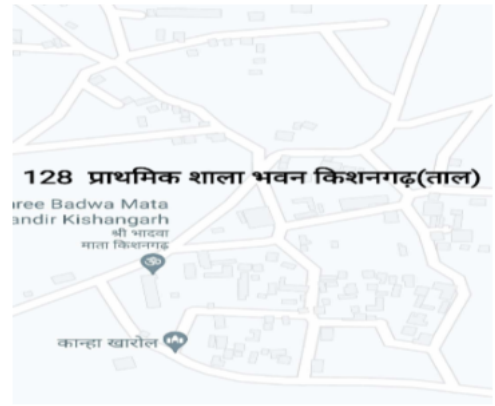 128 प्राथमिक शाला भवन किशनगढ़(ताल)
ree Badwa Mata
andir Kishangarh
श्री भादवा
माता किशनगढ़
कान्हा खारोल